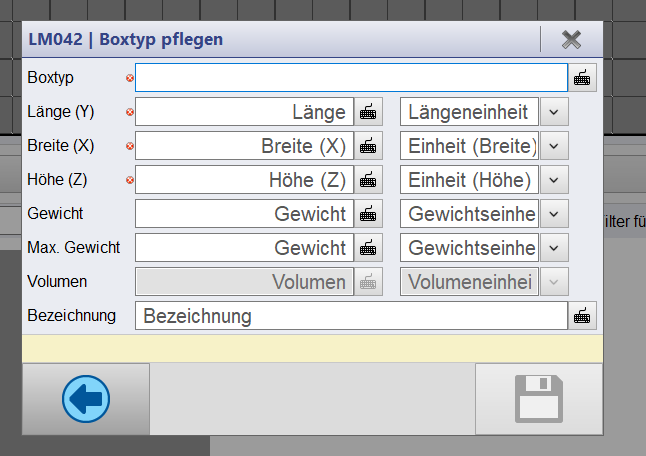 LM042 | Boxtyp pflegen
Boxtyp
Länge (Y) Länge Längeneinheit
Breite (X) Breite (X) Einheit (Breite)
Höhe (Z) Höhe (Z) Einheit (Höhe)
Gewicht Gewicht Gewichtseinhe
Max. Gewicht Gewicht Gewichtseinhe
Volumen Volumen Volumeneinhei
Bezeichnung Bezeichnung
ilter fü